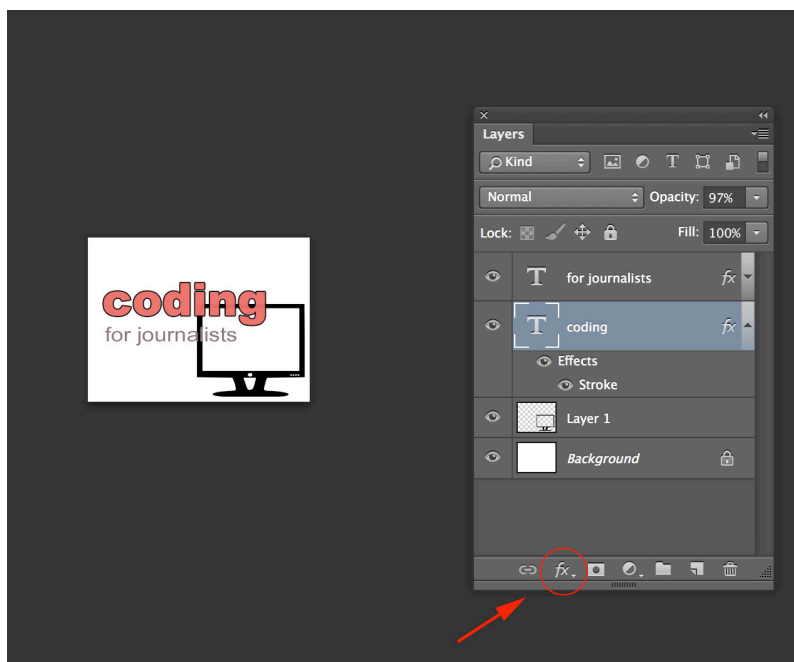 Layers
Kind
Normal Opacity: 97%
Lock: Fill: 100%
for journalists fx
coding fx
Effects
Stroke
Layer 1
Background
fx
coding
for journalists